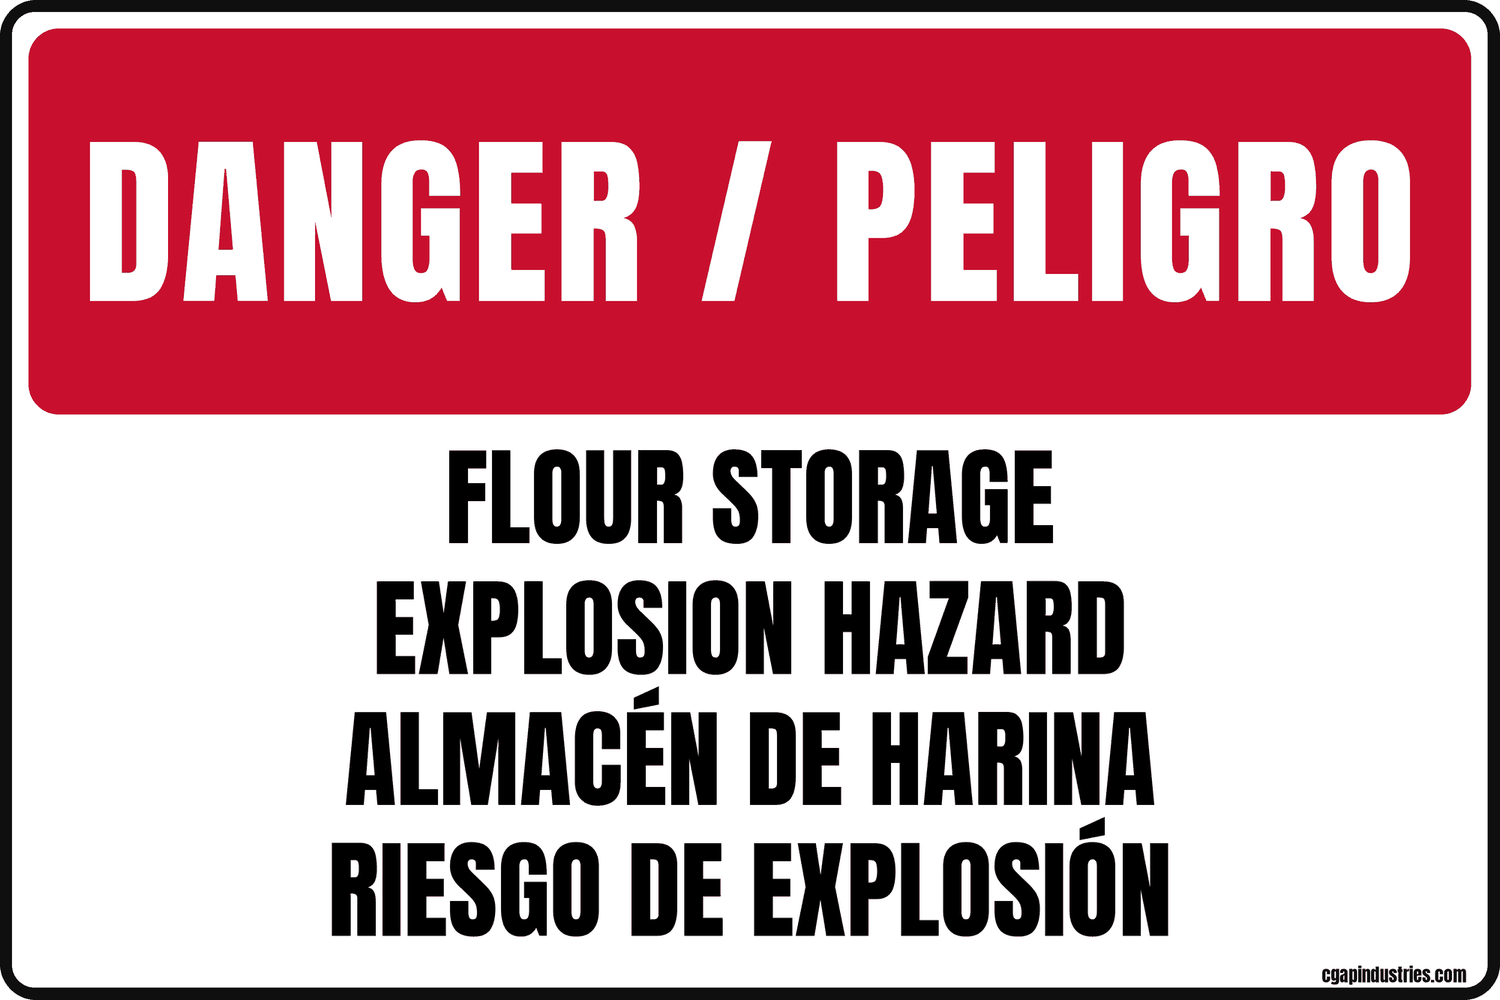 DANGER / PELIGRO
FLOUR STORAGE
EXPLOSION HAZARD
ALMACÉN DE HARINA
RIESGO DE EXPLOSIÓN
cgapindustries.com